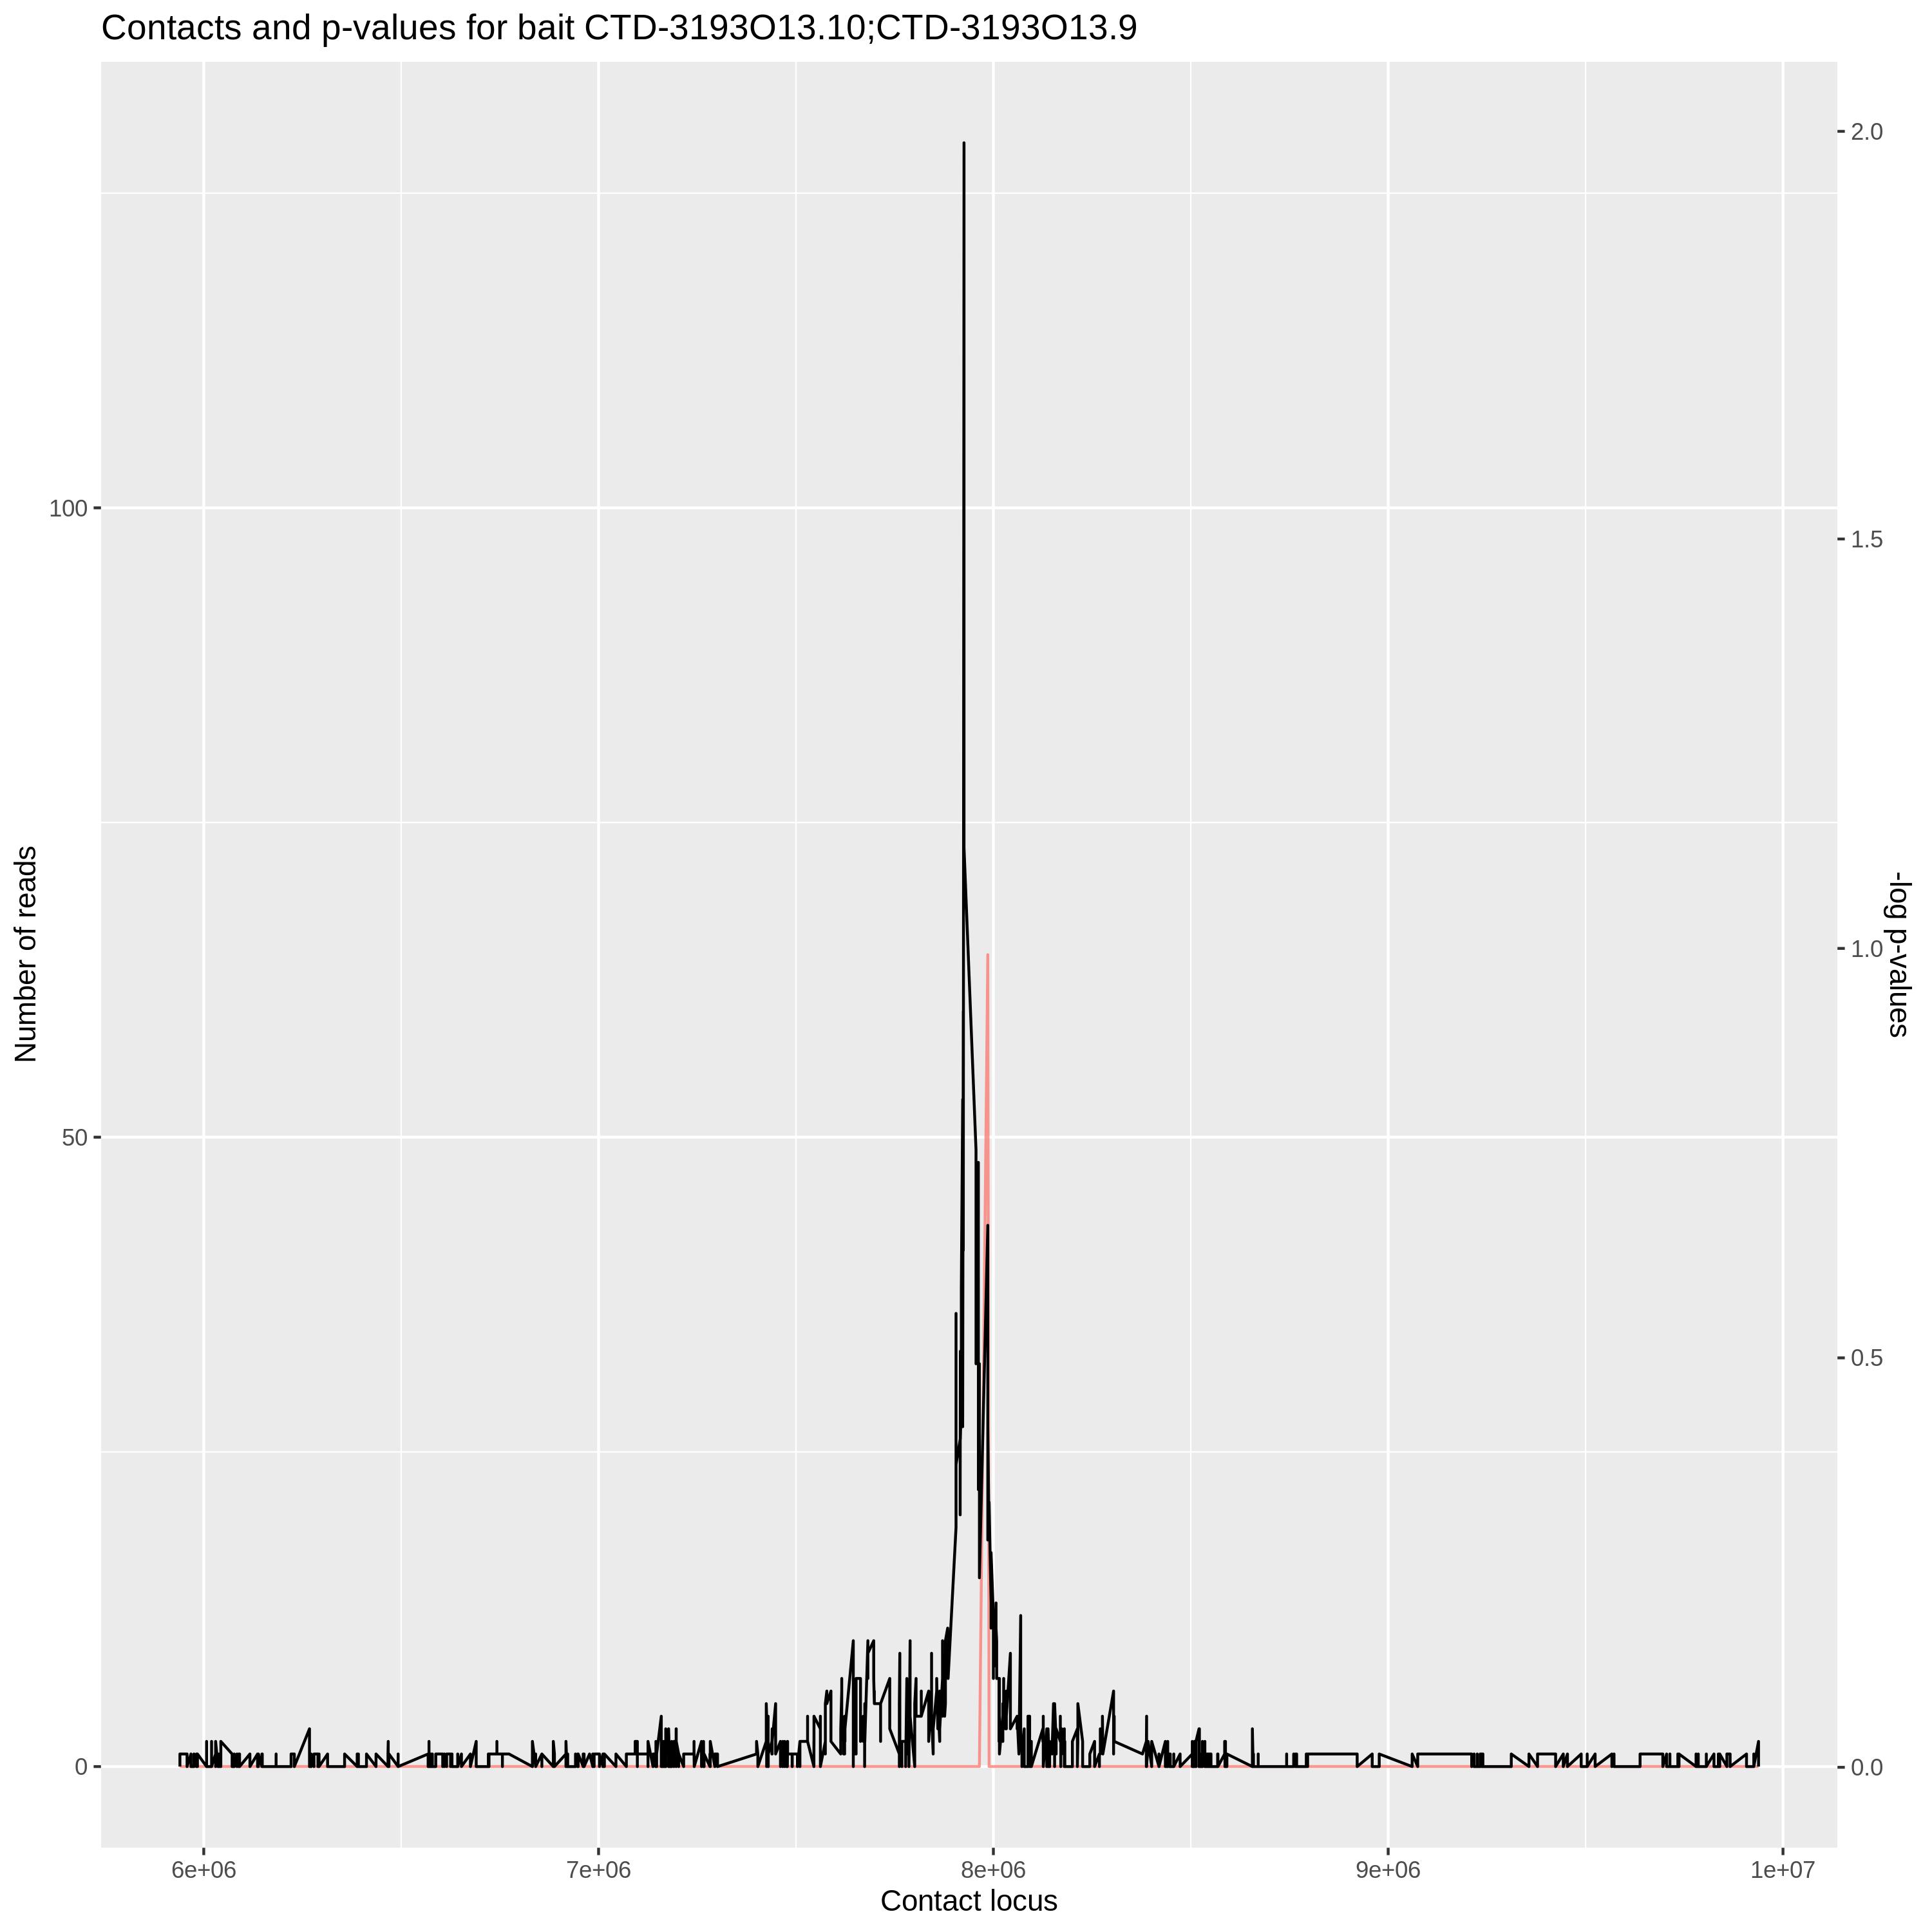 Contacts and p-values for bait CTD-3193O13.10;CTD-3193O13.9
Number of reads
100
50
0
2.0
1.5
1.0
0.5
0.0
-log p-values
6e+06
7e+06
8e+06
9e+06
1e+07
Contact locus